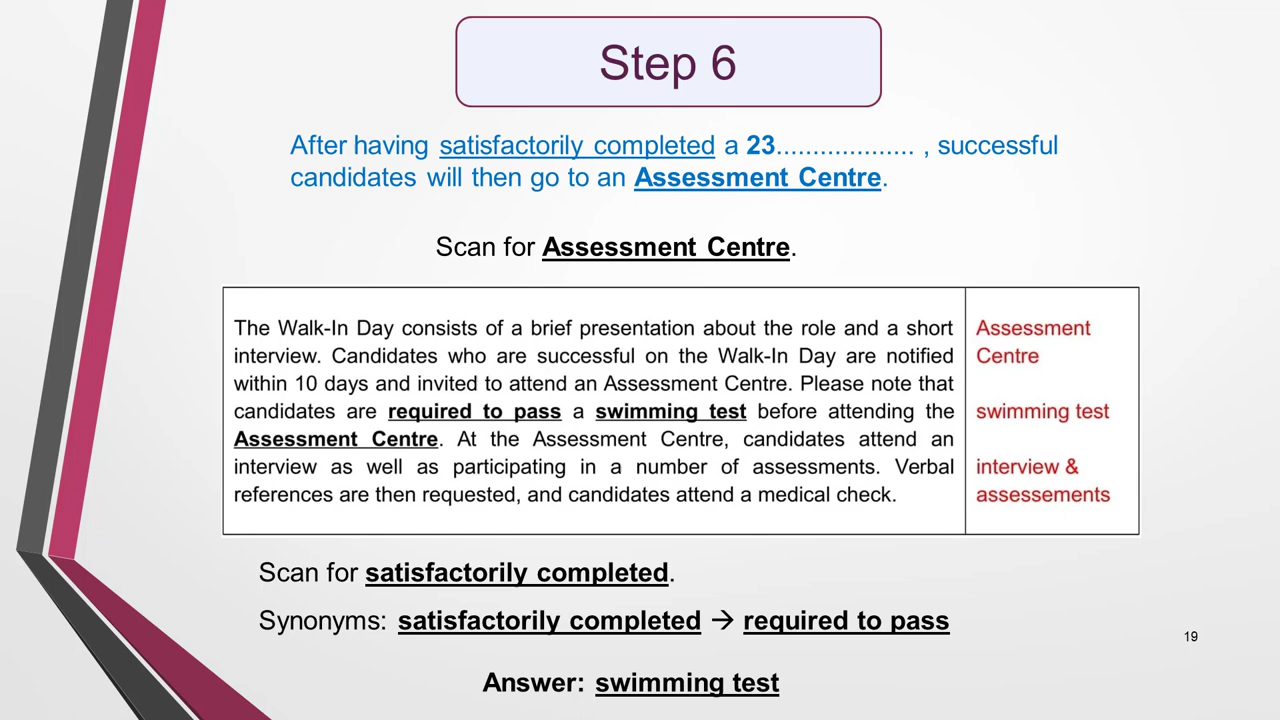 Step 6
After having satisfactorily completed a 23................... , successful
candidates will then go to an Assessment Centre.
Scan for Assessment Centre.
The Walk-In Day consists of a brief presentation about the role and a short
interview. Candidates who are successful on the Walk-In Day are notified
within 10 days and invited to attend an Assessment Centre. Please note that
candidates are required to pass a swimming test before attending the
Assessment Centre. At the Assessment Centre, candidates attend an
interview as well as participating in a number of assessments. Verbal
references are then requested, and candidates attend a medical check.
Assessment
Centre
swimming test
interview &
assessements
Scan for satisfactorily completed.
Synonyms: satisfactorily completed → required to pass
19
Answer: swimming test